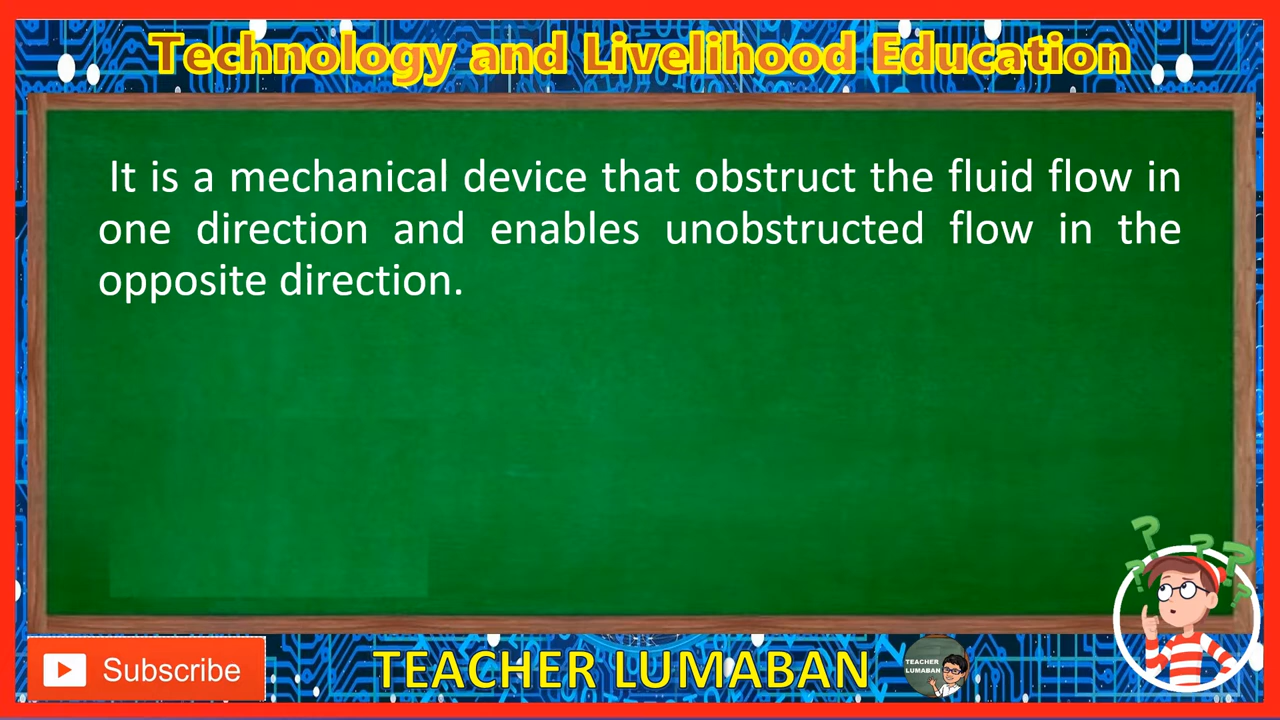 Technology and Livelihood Education
It is a mechanical device that obstruct the fluid flow in
one direction and enables unobstructed flow in the
opposite direction.
Subscribe
TEACHER LUMABAN
TEACHER
LUMABAN